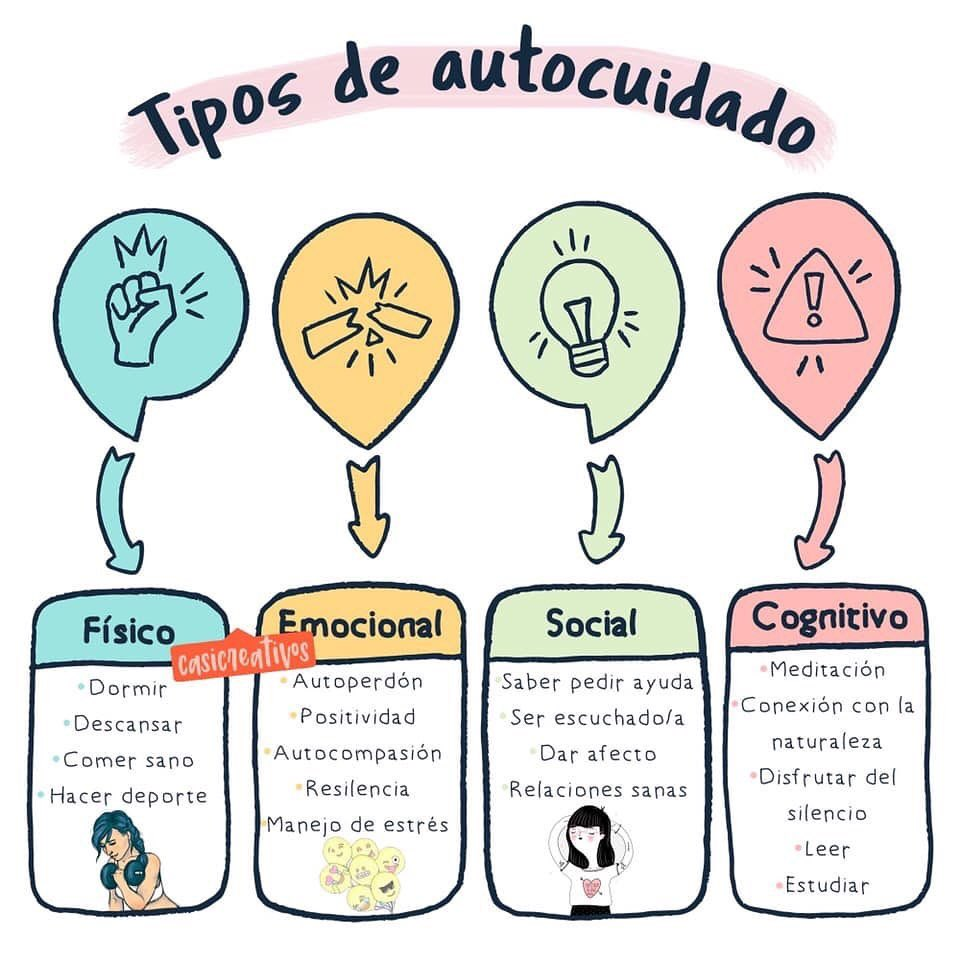 Tipos de autocuidado
Físico
Dormir
Descansar
Comer sano
Hacer deporte
casicreativos
Emocional
Autoperdón
Positividad
Autocompasión
Resilencia
Manejo de estrés
Social
Saber pedir ayuda
Ser escuchado/a
Dar afecto
Relaciones sanas
Cognitivo
Meditación
Conexión con la
naturaleza
Disfrutar del
silencio
Leer
Estudiar